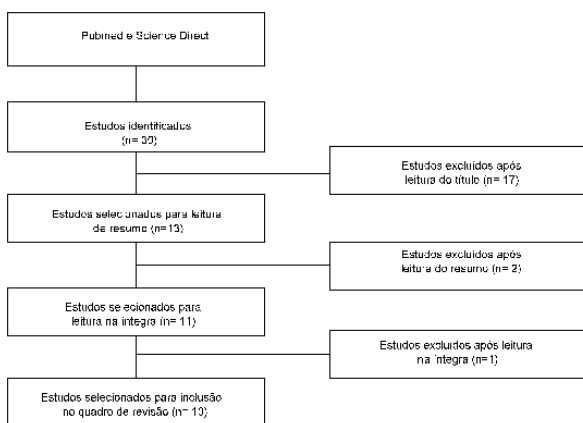 Pubmed e Science Direct
Estudos identificados
(n= 30)
Estudos excluídos após
leitura do título (n= 17)
Estudos selecionados para leitura
de resumo (n=13)
Estudos excluídos após
leitura do resumo (n= 2)
Estudos selecionados para
leitura na íntegra (n= 11)
Estudos excluídos após leitura
na íntegra (n=1)
Estudos selecionados para inclusão
no quadro de revisão (n= 10)